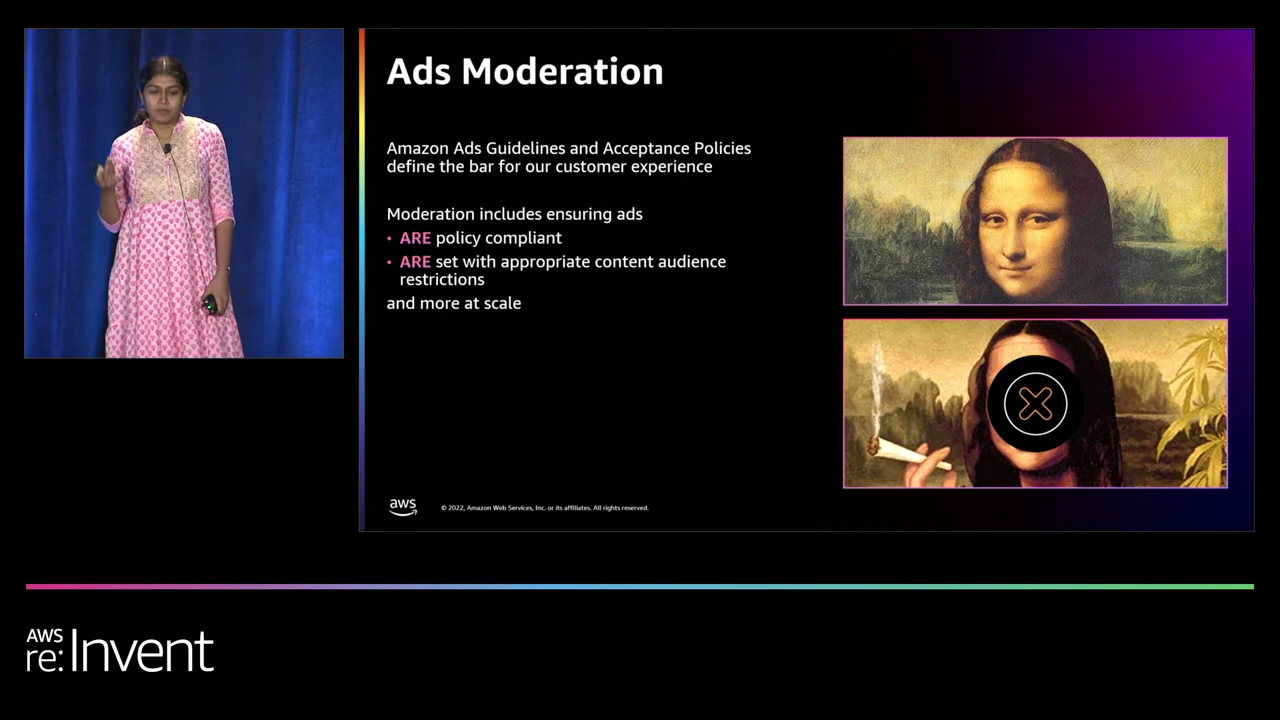 Ads Moderation
Amazon Ads Guidelines and Acceptance Policies
define the bar for our customer experience
Moderation includes ensuring ads
• ARE policy compliant
• ARE set with appropriate content audience
restrictions
and more at scale
aws
© 2022, Amazon Web Services, Inc. or its affiliates. All rights reserved.
AWS
re:Invent